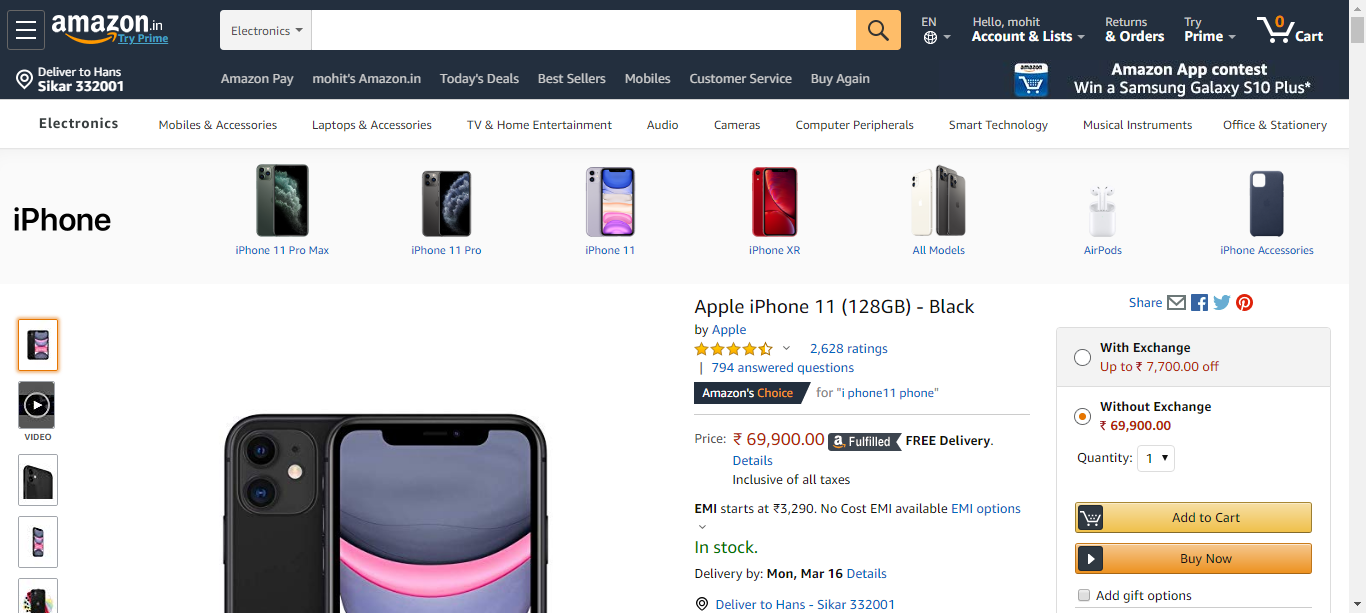 amazon.in
Try Prime
Electronics
EN
Hello, mohit
Account & Lists
Returns
& Orders
Try
Prime
0
Cart
Deliver to Hans
Sikar 332001
Amazon Pay
mohit's Amazon.in
Today's Deals
Best Sellers
Mobiles
Customer Service
Buy Again
amazon
Amazon App contest
Win a Samsung Galaxy S10 Plus*
Electronics
Mobiles & Accessories
Laptops & Accessories
TV & Home Entertainment
Audio
Cameras
Computer Peripherals
Smart Technology
Musical Instruments
Office & Stationery
iPhone
iPhone 11 Pro Max
iPhone 11 Pro
iPhone 11
iPhone XR
All Models
AirPods
iPhone Accessories
VIDEO
Apple iPhone 11 (128GB) - Black
by Apple
2,628 ratings
| 794 answered questions
Amazon's Choice for "i phone11 phone"
Price: ₹ 69,900.00 a Fulfilled FREE Delivery.
Details
Inclusive of all taxes
EMI starts at ₹3,290. No Cost EMI available EMI options
In stock.
Delivery by: Mon, Mar 16 Details
Deliver to Hans - Sikar 332001
Share
With Exchange
Up to ₹ 7,700.00 off
Without Exchange
₹ 69,900.00
Quantity: 1
Add to Cart
Buy Now
Add gift options